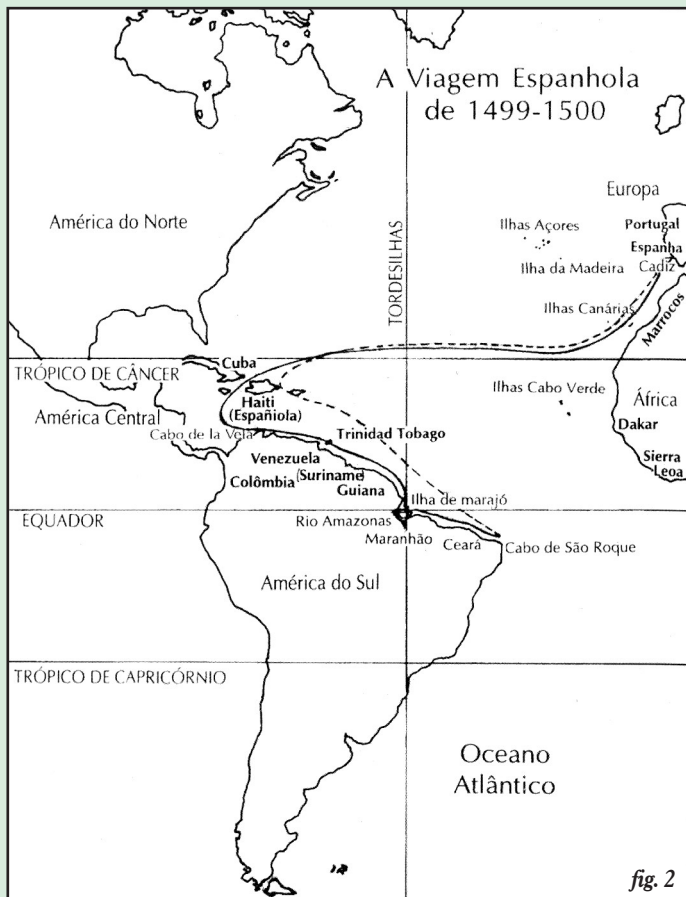 A Viagem Espanhola
de 1499-1500
Europa
América do Norte
TORDESILHAS
Ilhas Açores
Portugal
Espanha
Ilha da Madeira
Cadiz
Ilhas Canárias
Marrocos
TRÓPICO DE CÂNCER
Cuba
Ilhas Cabo Verde
África
Haiti
(Españiola)
América Central
Cabo de la Vela
Trinidad Tobago
Dakar
Venezuela
(Suriname)
Sierra
Leoa
Colômbia
Guiana
Ilha de marajó
EQUADOR
Rio Amazonas
Maranhão
Ceará
Cabo de São Roque
América do Sul
TRÓPICO DE CAPRICÓRNIO
Oceano
Atlântico
fig. 2